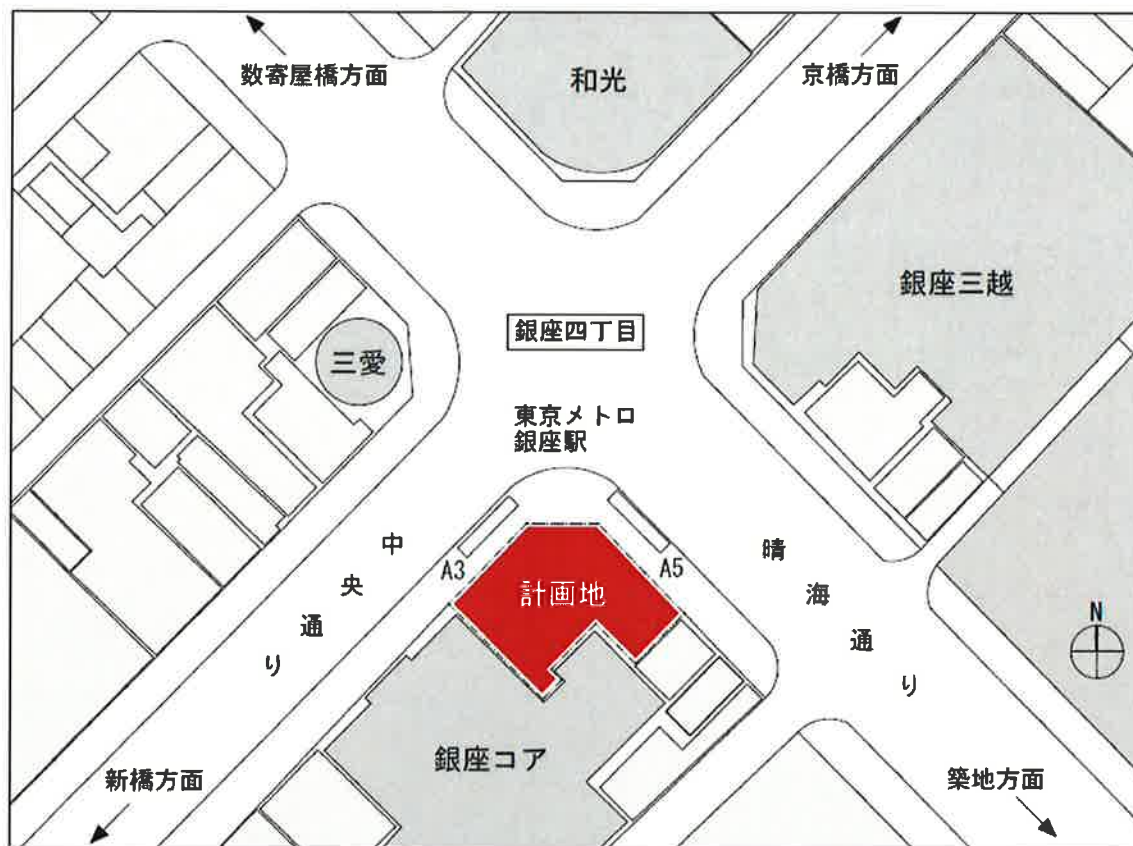 数寄屋橋方面
和光
京橋方面
銀座三越
銀座四丁目
三愛
東京メトロ
銀座駅
中央通り
A3
計画地
A5
晴海通り
N
銀座コア
新橋方面
築地方面